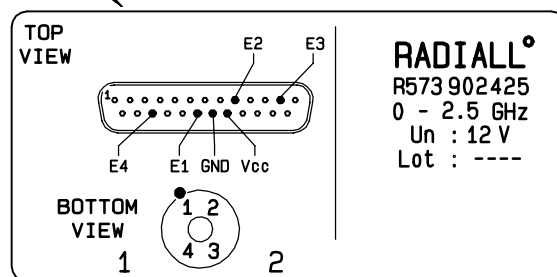 TOP
VIEW
E2
E3
1
E4
E1
GND
Vcc
BOTTOM
VIEW
1 2
4 3
1
2
RADIALL°
R573 902425
0 - 2.5 GHz
Un : 12 V
Lot : ----